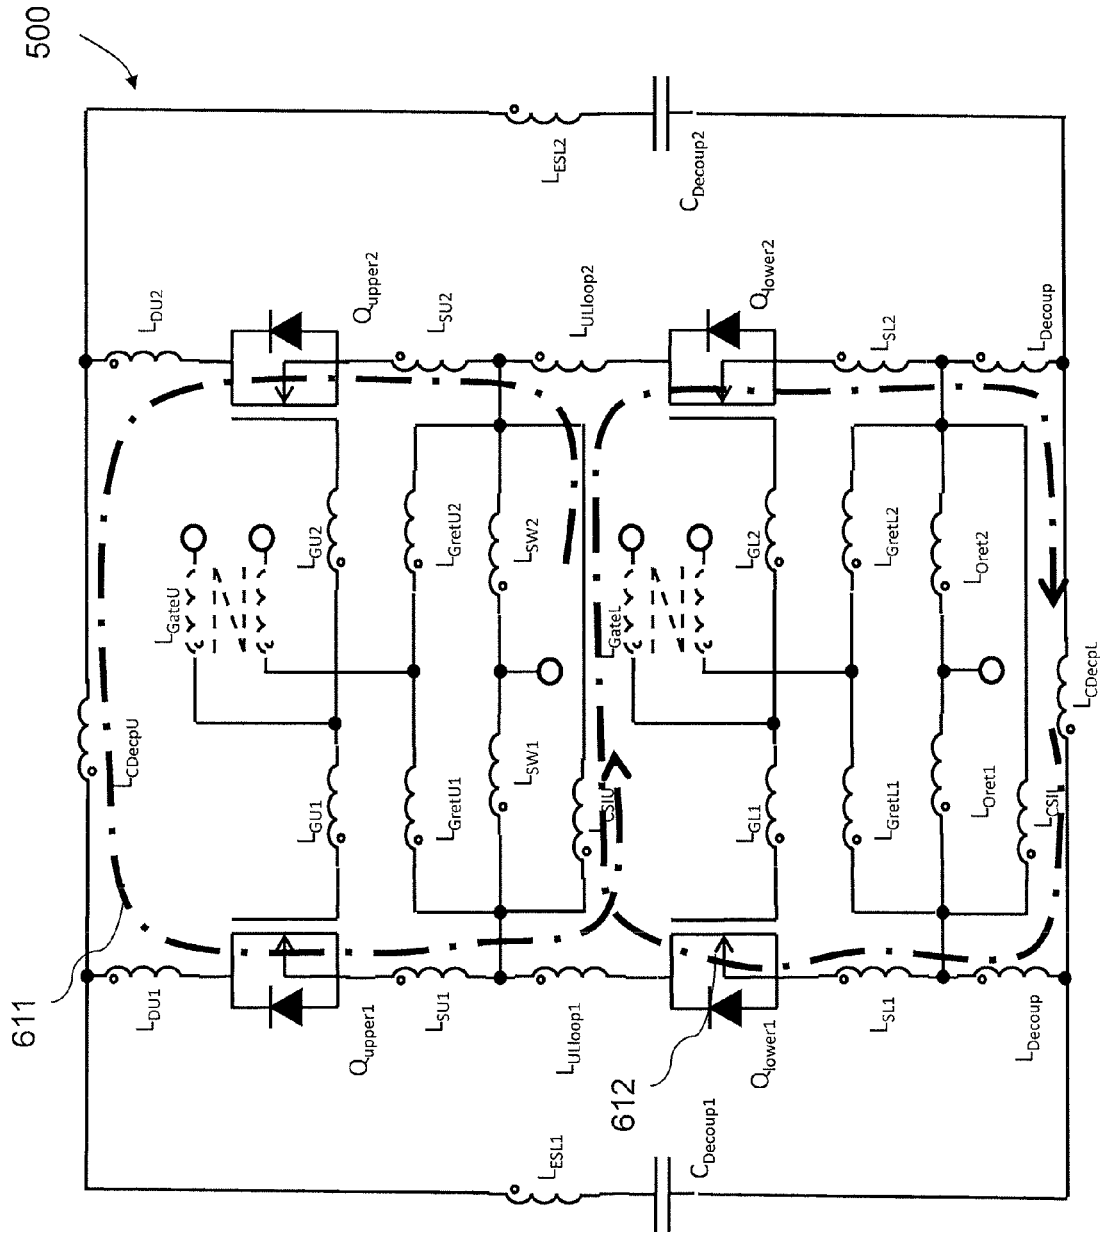 500
L_ESL2
C_Decoup2
L_DU2
Q_upper2
L_SU2
L_ULloop2
Q_lower2
L_SL2
L_Decoup
L_GateU
L_GU2
L_GretU2
L_SW2
L_GateL
L_GL2
L_GretL2
L_Oret2
L_CDecpU
L_CDecpL
L_GU1
L_GretU1
L_SW1
L_CSIU
L_GL1
L_GretL1
L_Oret1
L_CSIL
611
L_DU1
Q_upper1
L_SU1
L_ULloop1
612
Q_lower1
L_SL1
L_Decoup
L_ESL1
C_Decoup1